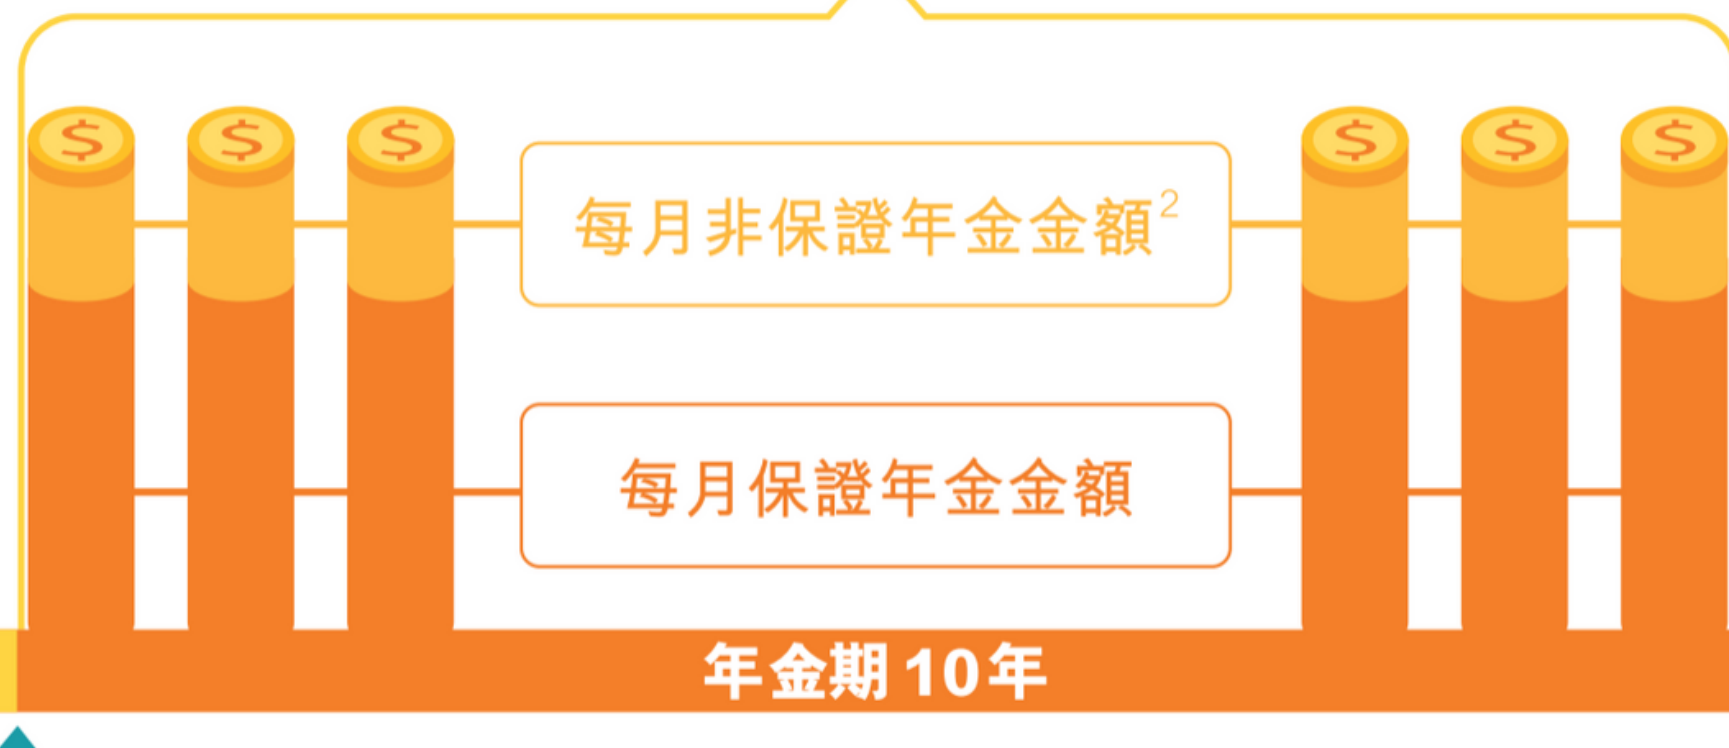 $ $ $ $ $ $
每月非保證年金金額²
每月保證年金金額
年金期10年